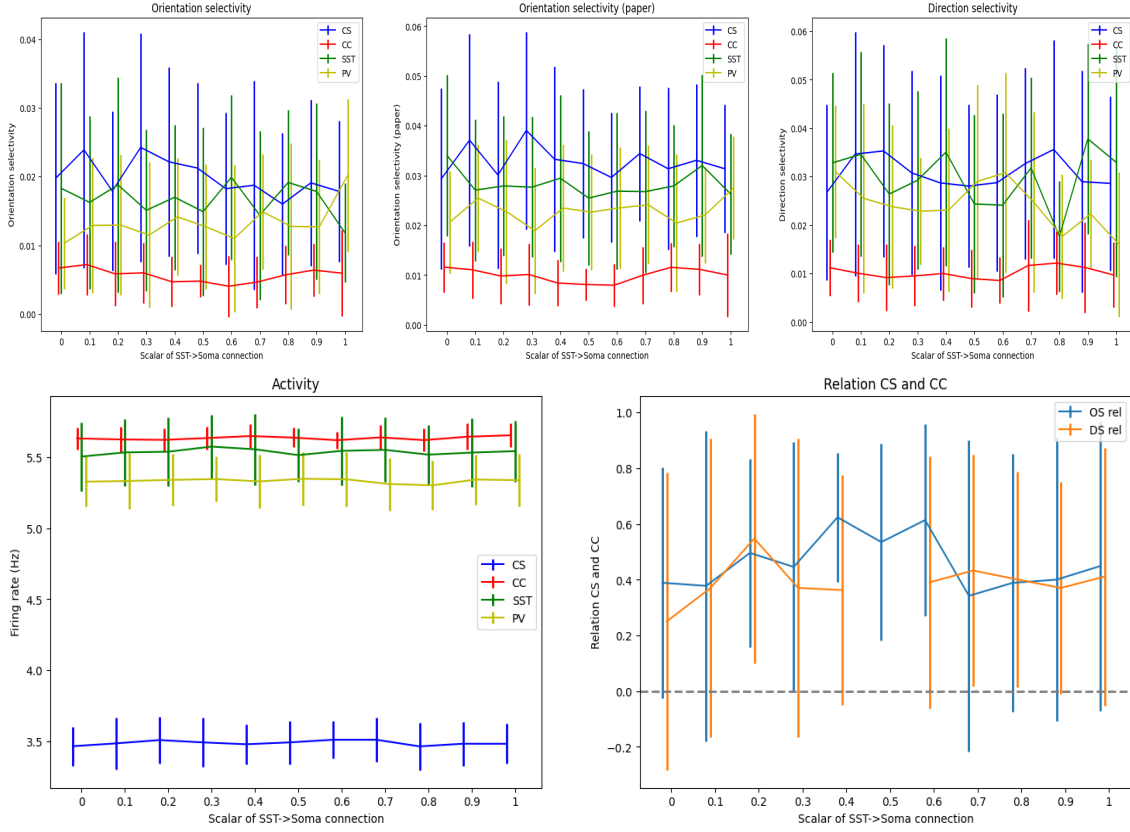 Orientation selectivity
Orientation selectivity
0.04
0.03
0.02
0.01
0.00
CS
CC
SST
PV
0 0.1 0.2 0.3 0.4 0.5 0.6 0.7 0.8 0.9 1
Scalar of SST->Soma connection
Orientation selectivity (paper)
Orientation selectivity (paper)
0.06
0.05
0.04
0.03
0.02
0.01
0.00
CS
CC
SST
PV
0 0.1 0.2 0.3 0.4 0.5 0.6 0.7 0.8 0.9 1
Scalar of SST->Soma connection
Direction selectivity
Direction selectivity
0.06
0.05
0.04
0.03
0.02
0.01
0.00
CS
CC
SST
PV
0 0.1 0.2 0.3 0.4 0.5 0.6 0.7 0.8 0.9 1
Scalar of SST->Soma connection
Activity
Firing rate (Hz)
5.5
5.0
4.5
4.0
3.5
CS
CC
SST
PV
0 0.1 0.2 0.3 0.4 0.5 0.6 0.7 0.8 0.9 1
Scalar of SST->Soma connection
Relation CS and CC
Relation CS and CC
1.0
0.8
0.6
0.4
0.2
0.0
−0.2
OS rel
DS rel
0 0.1 0.2 0.3 0.4 0.5 0.6 0.7 0.8 0.9 1
Scalar of SST->Soma connection